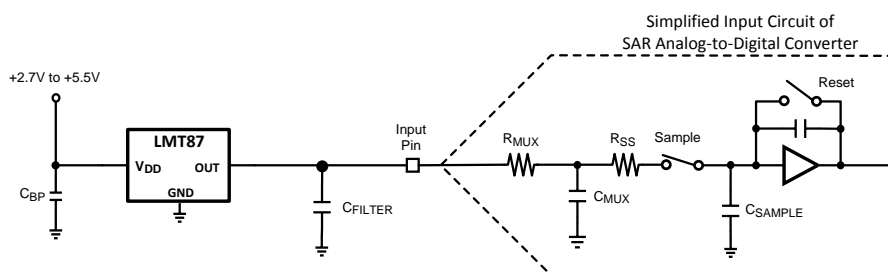 Simplified Input Circuit of
SAR Analog-to-Digital Converter
+2.7V to +5.5V
Reset
LMT87
Input
Pin
RMUX
RSS
Sample
VDD
OUT
GND
CBP
CFILTER
CMUX
CSAMPLE